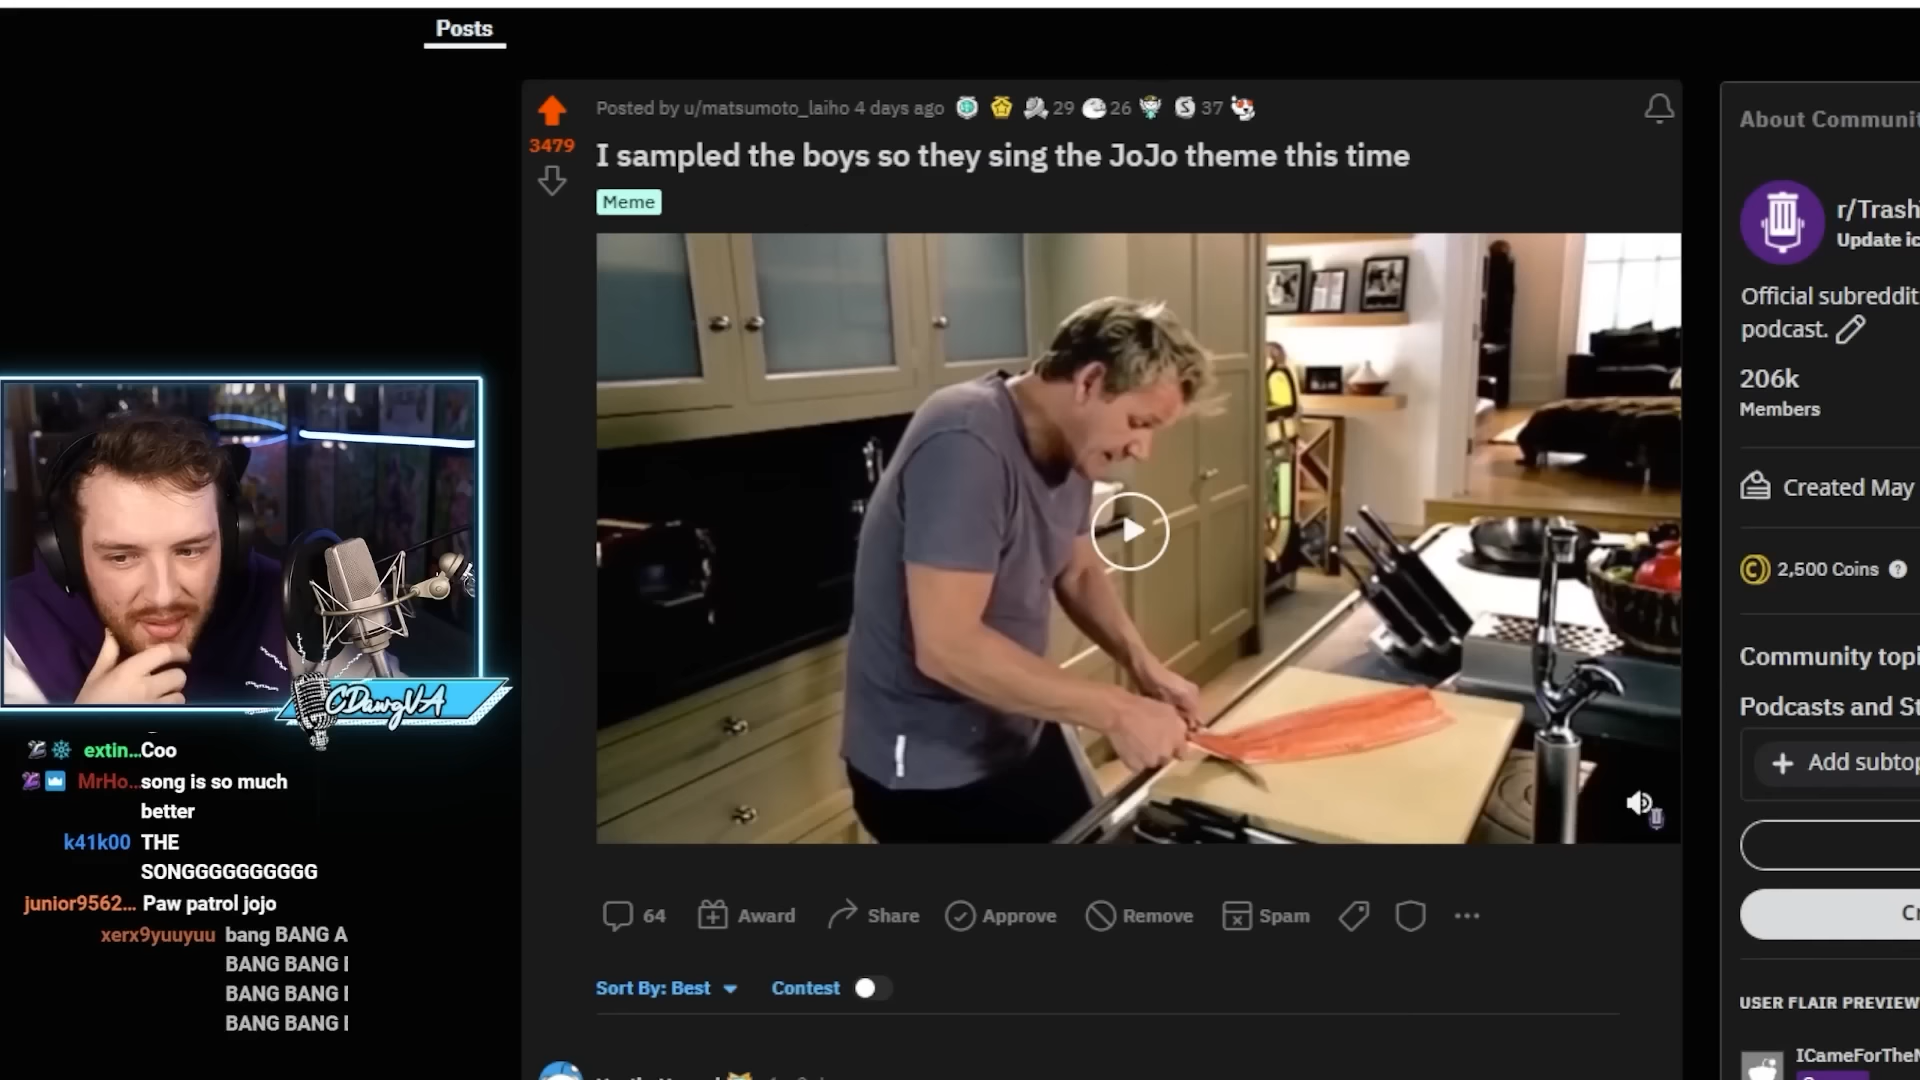 Posts
Posted by u/matsumoto_laiho 4 days ago 29 26 37
3479
I sampled the boys so they sing the JoJo theme this time
Meme
64 Award Share Approve Remove Spam
Sort By: Best Contest
CDawgVA
extin...Coo
MrHo...song is so much
better
k41k00 THE
SONGGGGGGGGGG
junior9562... Paw patrol jojo
xerx9yuuyuu bang BANG A
BANG BANG I
BANG BANG I
BANG BANG I
About Communit
r/Trash
Update ic
Official subreddit
podcast.
206k
Members
Created May
2,500 Coins
Community topi
Podcasts and St
Add subtop
Cr
USER FLAIR PREVIEW
ICameForTheN